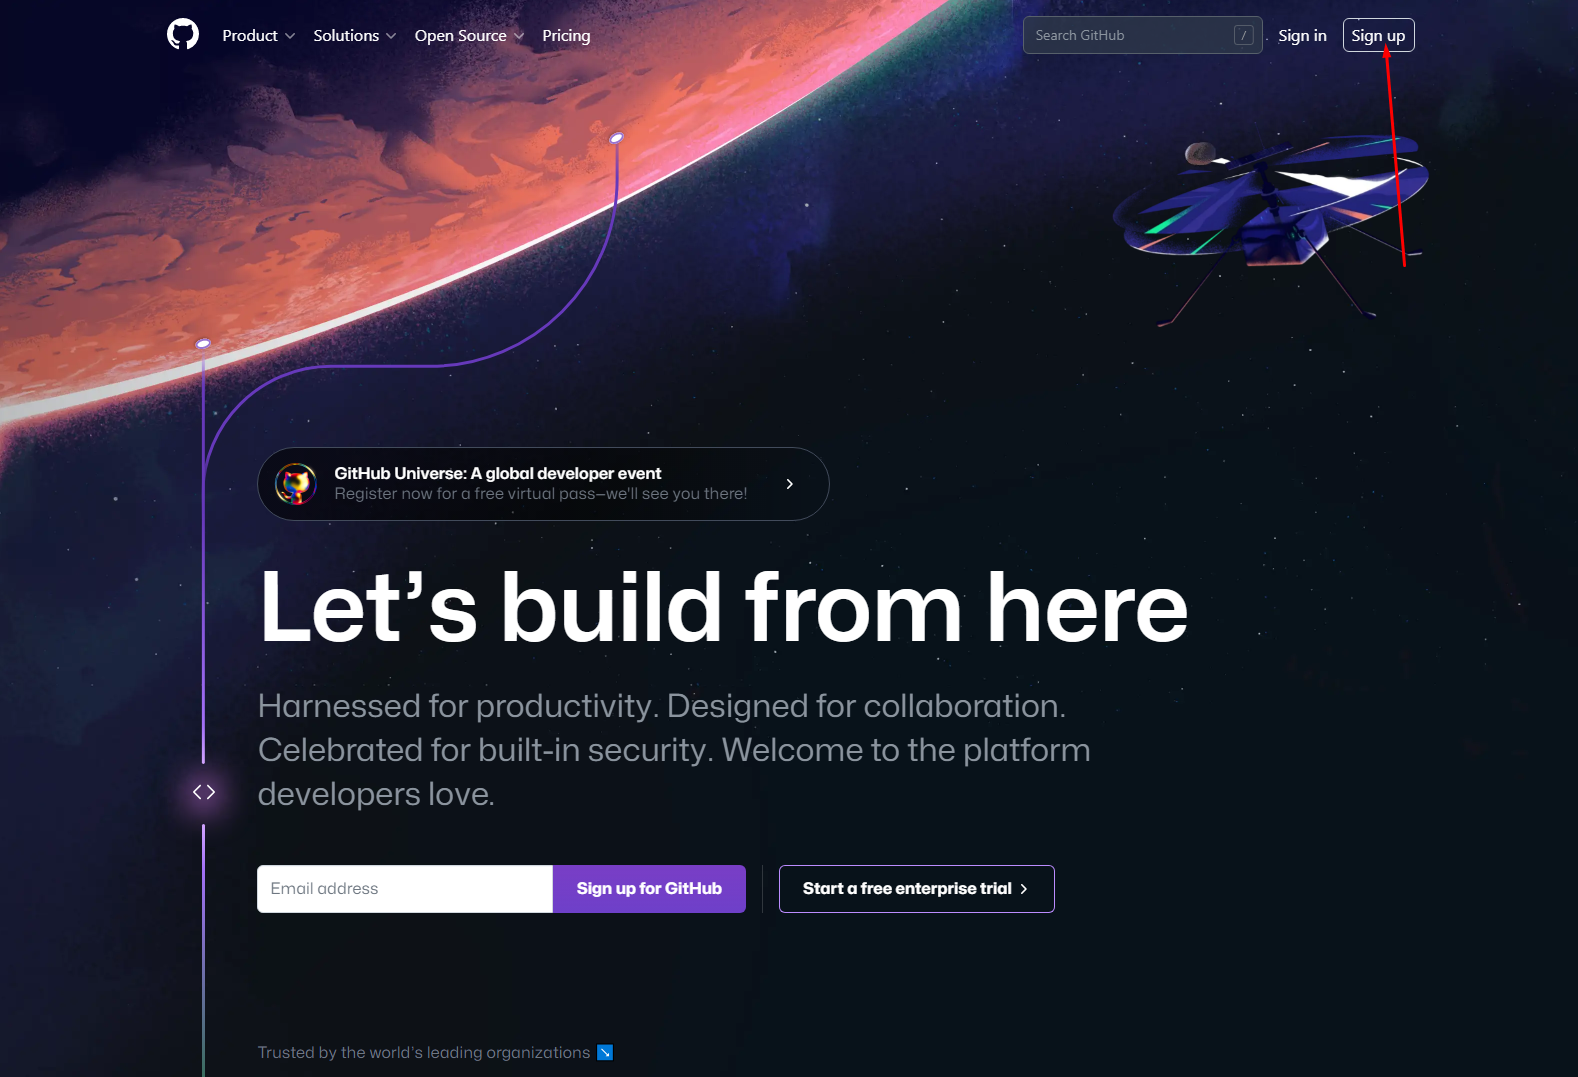 Product Solutions Open Source Pricing Search GitHub / Sign in Sign up
GitHub Universe: A global developer event
Register now for a free virtual pass—we'll see you there!
Let’s build from here
Harnessed for productivity. Designed for collaboration.
Celebrated for built-in security. Welcome to the platform
developers love.
Email address Sign up for GitHub Start a free enterprise trial
Trusted by the world’s leading organizations